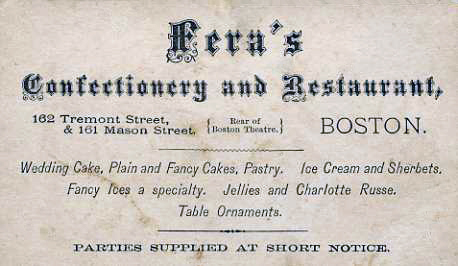 Fera's
Confectionery and Restaurant,
162 Tremont Street, { Rear of BOSTON.
& 161 Mason Street. Boston Theatre. }
Wedding Cake, Plain and Fancy Cakes, Pastry. Ice Cream and Sherbets.
Fancy Ices a specialty. Jellies and Charlotte Russe.
Table Ornaments.
PARTIES SUPPLIED AT SHORT NOTICE.